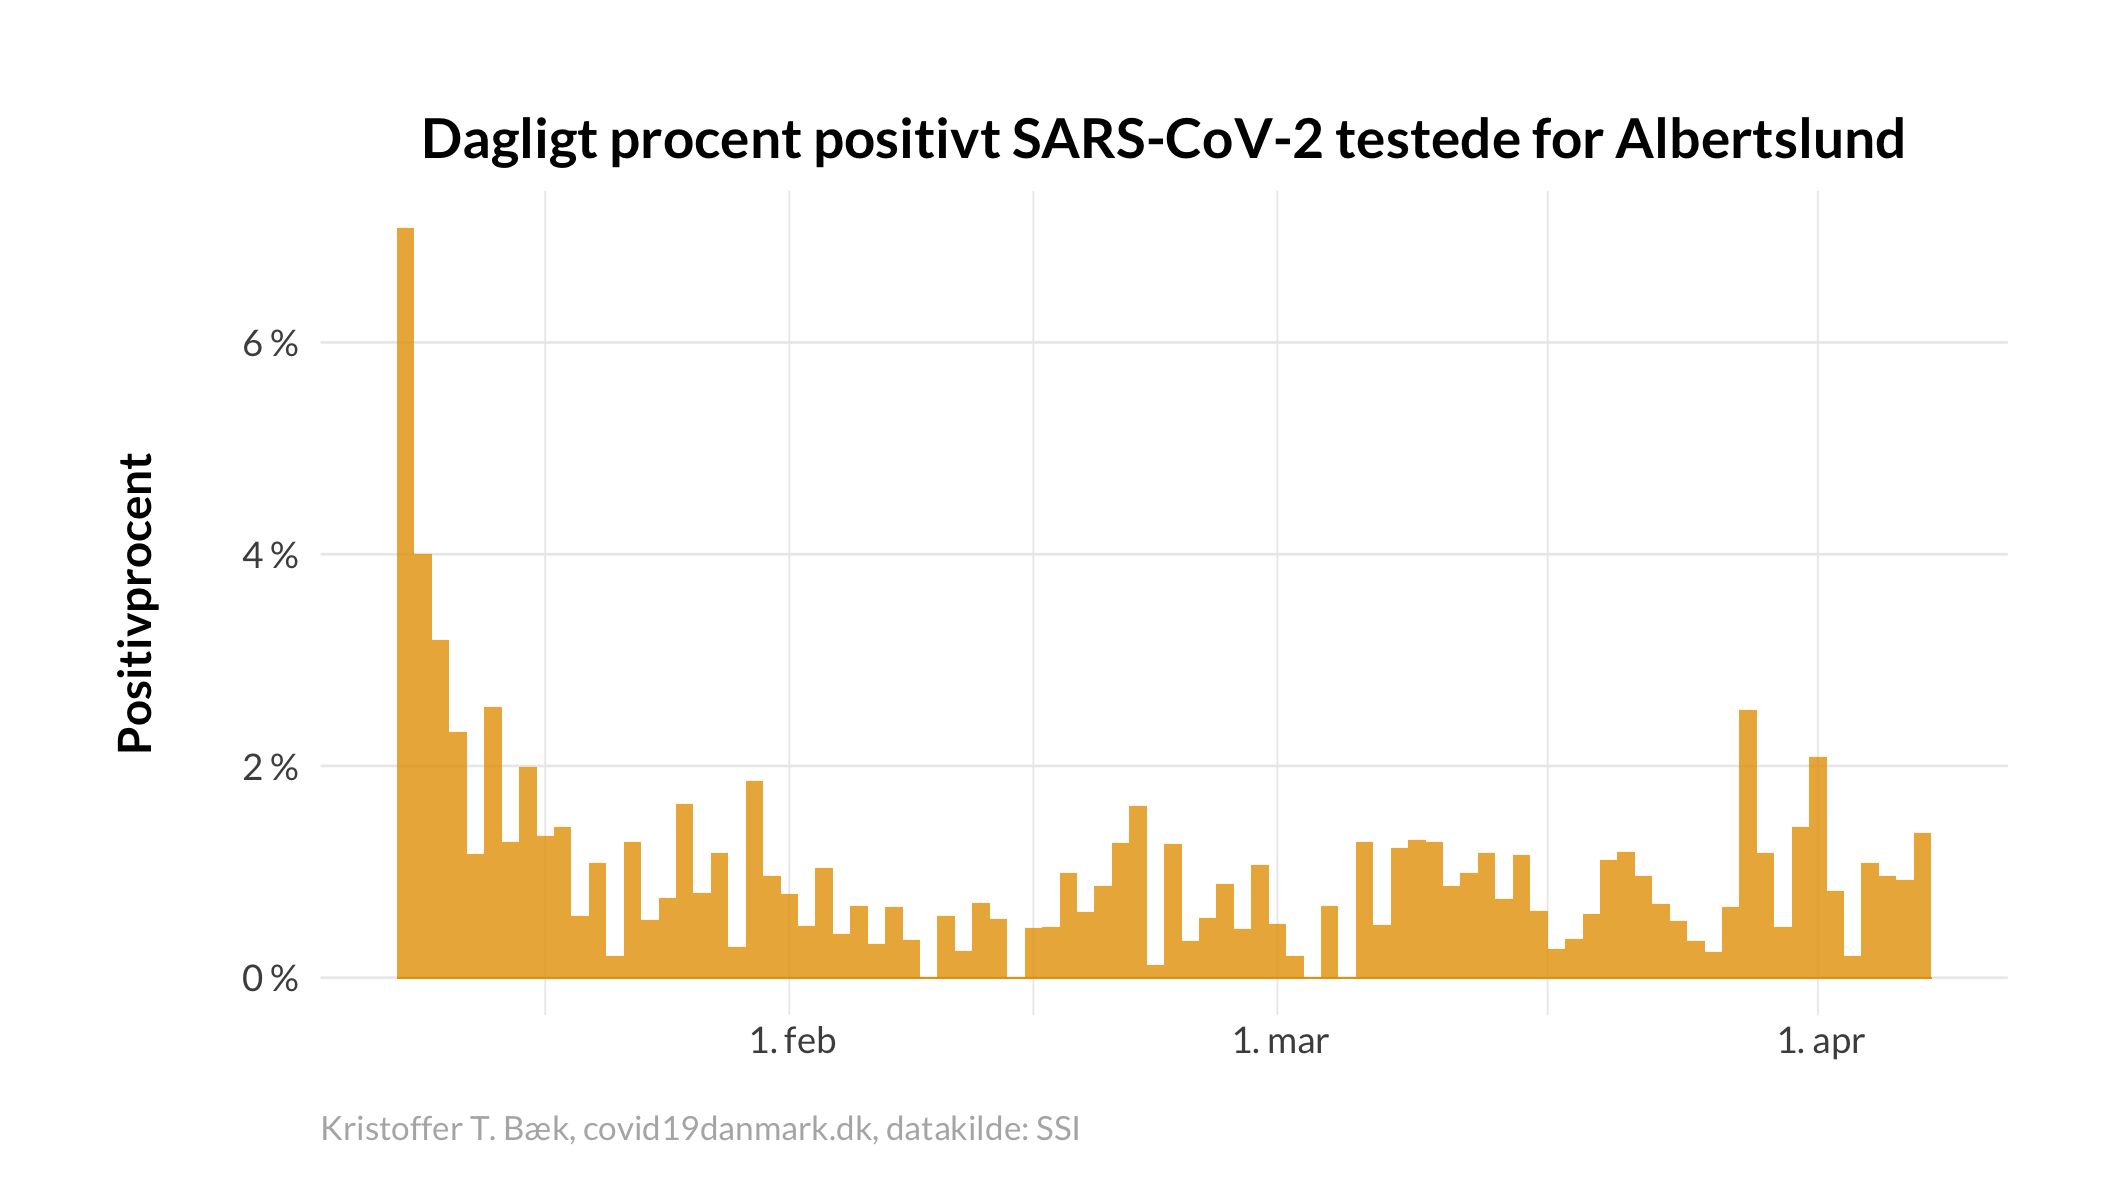 Dagligt procent positivt SARS-CoV-2 testede for Albertslund
Positivprocent
6 %
4 %
2 %
0 %
1. feb
1. mar
1. apr
Kristoffer T. Bæk, covid19danmark.dk, datakilde: SSI